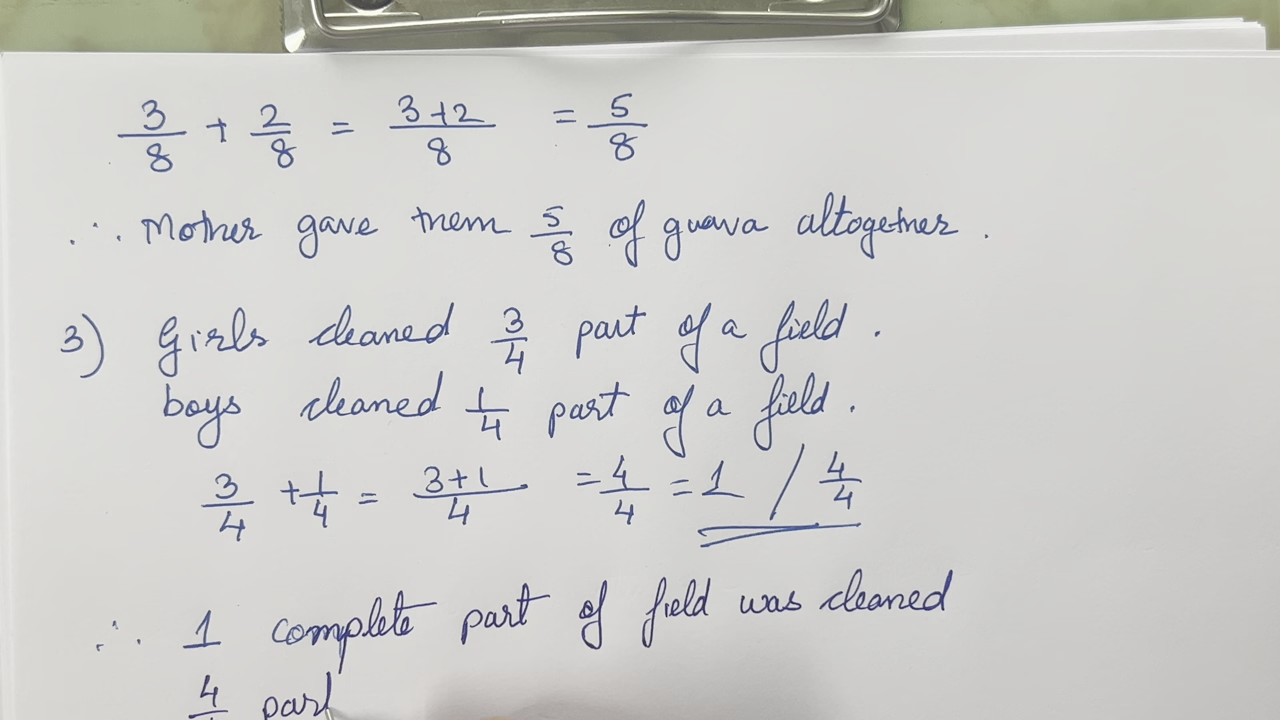 3/8 + 2/8 = 3+2/8 = 5/8
∴ Mother gave them 5/8 of guava altogether.
3) Girls cleaned 3/4 part of a field.
boys cleaned 1/4 part of a field.
3/4 + 1/4 = 3+1/4 = 4/4 = 1 / 4/4
∴ 1 complete part of field was cleaned
4/4 part